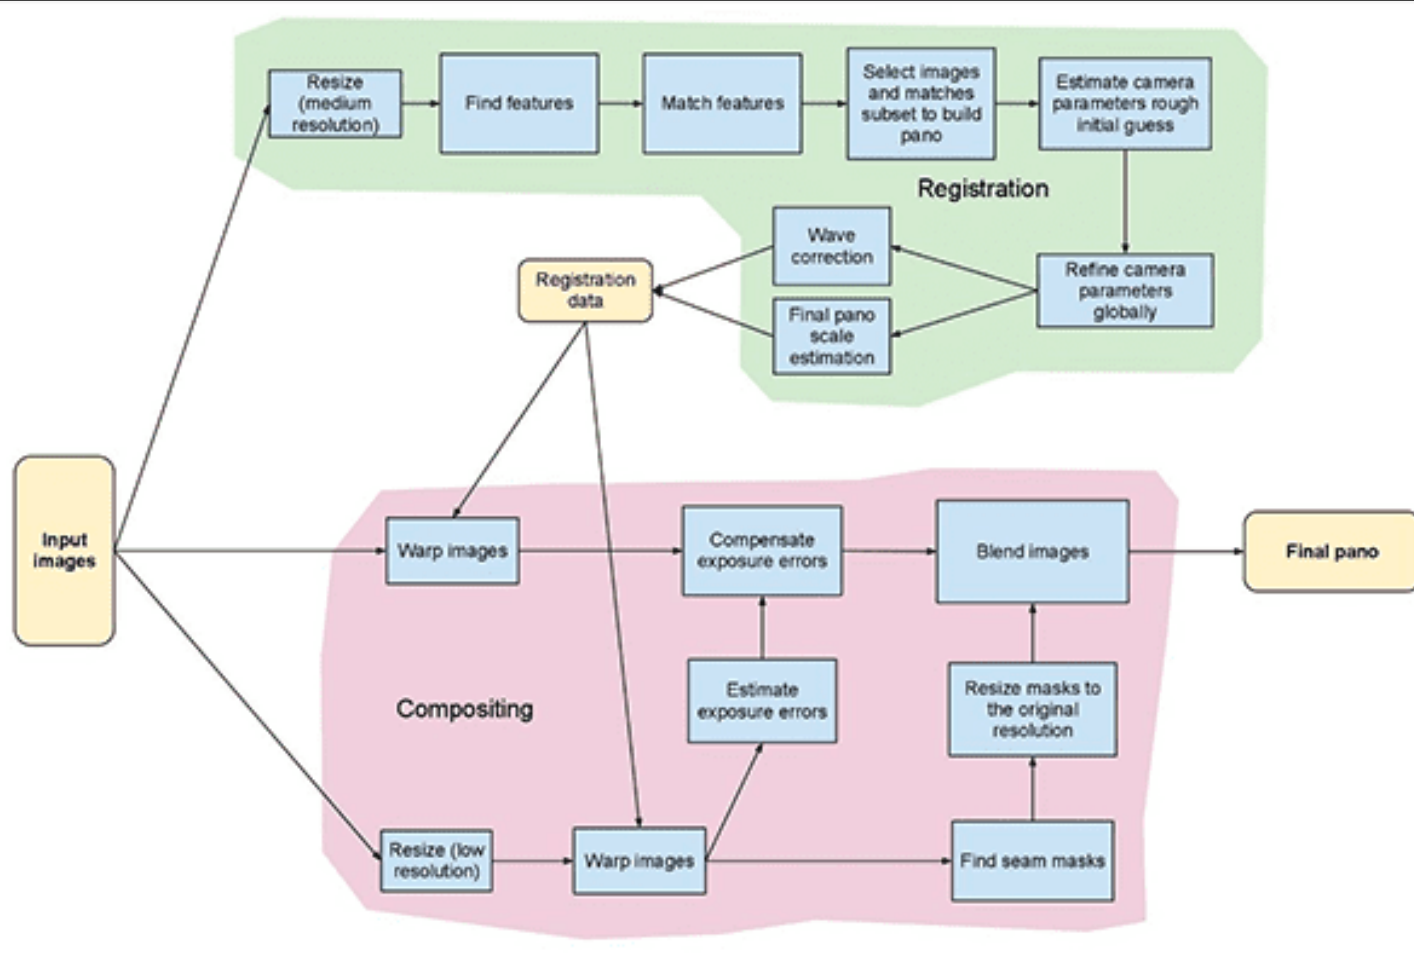 Resize
(medium
resolution)
Find features
Match features
Select images
and matches
subset to build
pano
Estimate camera
parameters rough
initial guess
Registration
Wave
correction
Refine camera
parameters
globally
Registration
data
Final pano
scale
estimation
Input
images
Warp images
Compensate
exposure errors
Blend images
Final pano
Estimate
exposure errors
Resize masks to
the original
resolution
Compositing
Resize (low
resolution)
Warp images
Find seam masks